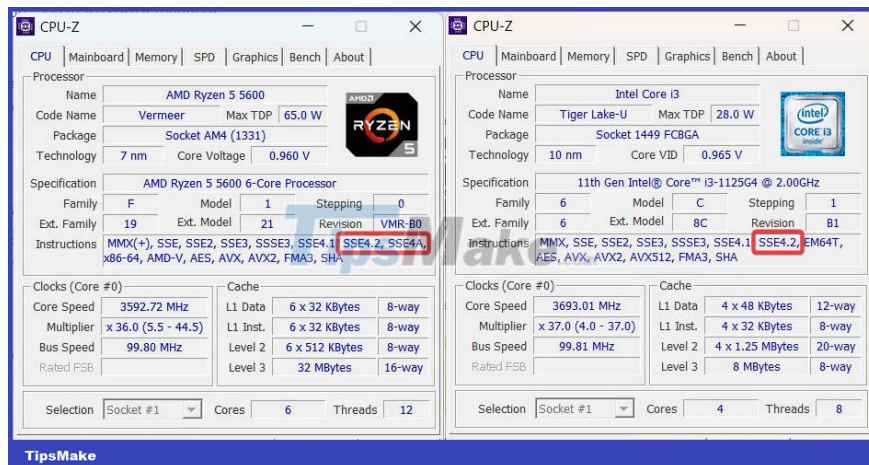 CPU-Z
CPU Mainboard Memory SPD Graphics Bench About
Processor
Name AMD Ryzen 5 5600
Code Name Vermeer Max TDP 65.0 W
Package Socket AM4 (1331)
Technology 7 nm Core Voltage 0.960 V
AMD
RYZEN
5
Specification AMD Ryzen 5 5600 6-Core Processor
Family F Model 1 Stepping 0
Ext. Family 19 Ext. Model 21 Revision VMR-B0
Instructions MMX(+), SSE, SSE2, SSE3, SSSE3, SSE4.1, SSE4.2, SSE4A,
x86-64, AMD-V, AES, AVX, AVX2, FMA3, SHA
Clocks (Core #0)
Core Speed 3592.72 MHz
Multiplier x 36.0 (5.5 - 44.5)
Bus Speed 99.80 MHz
Rated FSB
Cache
L1 Data 6 x 32 KBytes 8-way
L1 Inst. 6 x 32 KBytes 8-way
Level 2 6 x 512 KBytes 8-way
Level 3 32 MBytes 16-way
Selection Socket #1 Cores 6 Threads 12
CPU-Z
CPU Mainboard Memory SPD Graphics Bench About
Processor
Name Intel Core i3
Code Name Tiger Lake-U Max TDP 28.0 W
Package Socket 1449 FCBGA
Technology 10 nm Core VID 0.965 V
intel
CORE i3
inside
Specification 11th Gen Intel® Core™ i3-1125G4 @ 2.00GHz
Family 6 Model C Stepping 1
Ext. Family 6 Ext. Model 8C Revision B1
Instructions MMX, SSE, SSE2, SSE3, SSSE3, SSE4.1, SSE4.2, EM64T,
AES, AVX, AVX2, AVX512, FMA3, SHA
Clocks (Core #0)
Core Speed 3693.01 MHz
Multiplier x 37.0 (4.0 - 37.0)
Bus Speed 99.81 MHz
Rated FSB
Cache
L1 Data 4 x 48 KBytes 12-way
L1 Inst. 4 x 32 KBytes 8-way
Level 2 4 x 1.25 MBytes 20-way
Level 3 8 MBytes 8-way
Selection Socket #1 Cores 4 Threads 8
TipsMake
.com
TipsMake